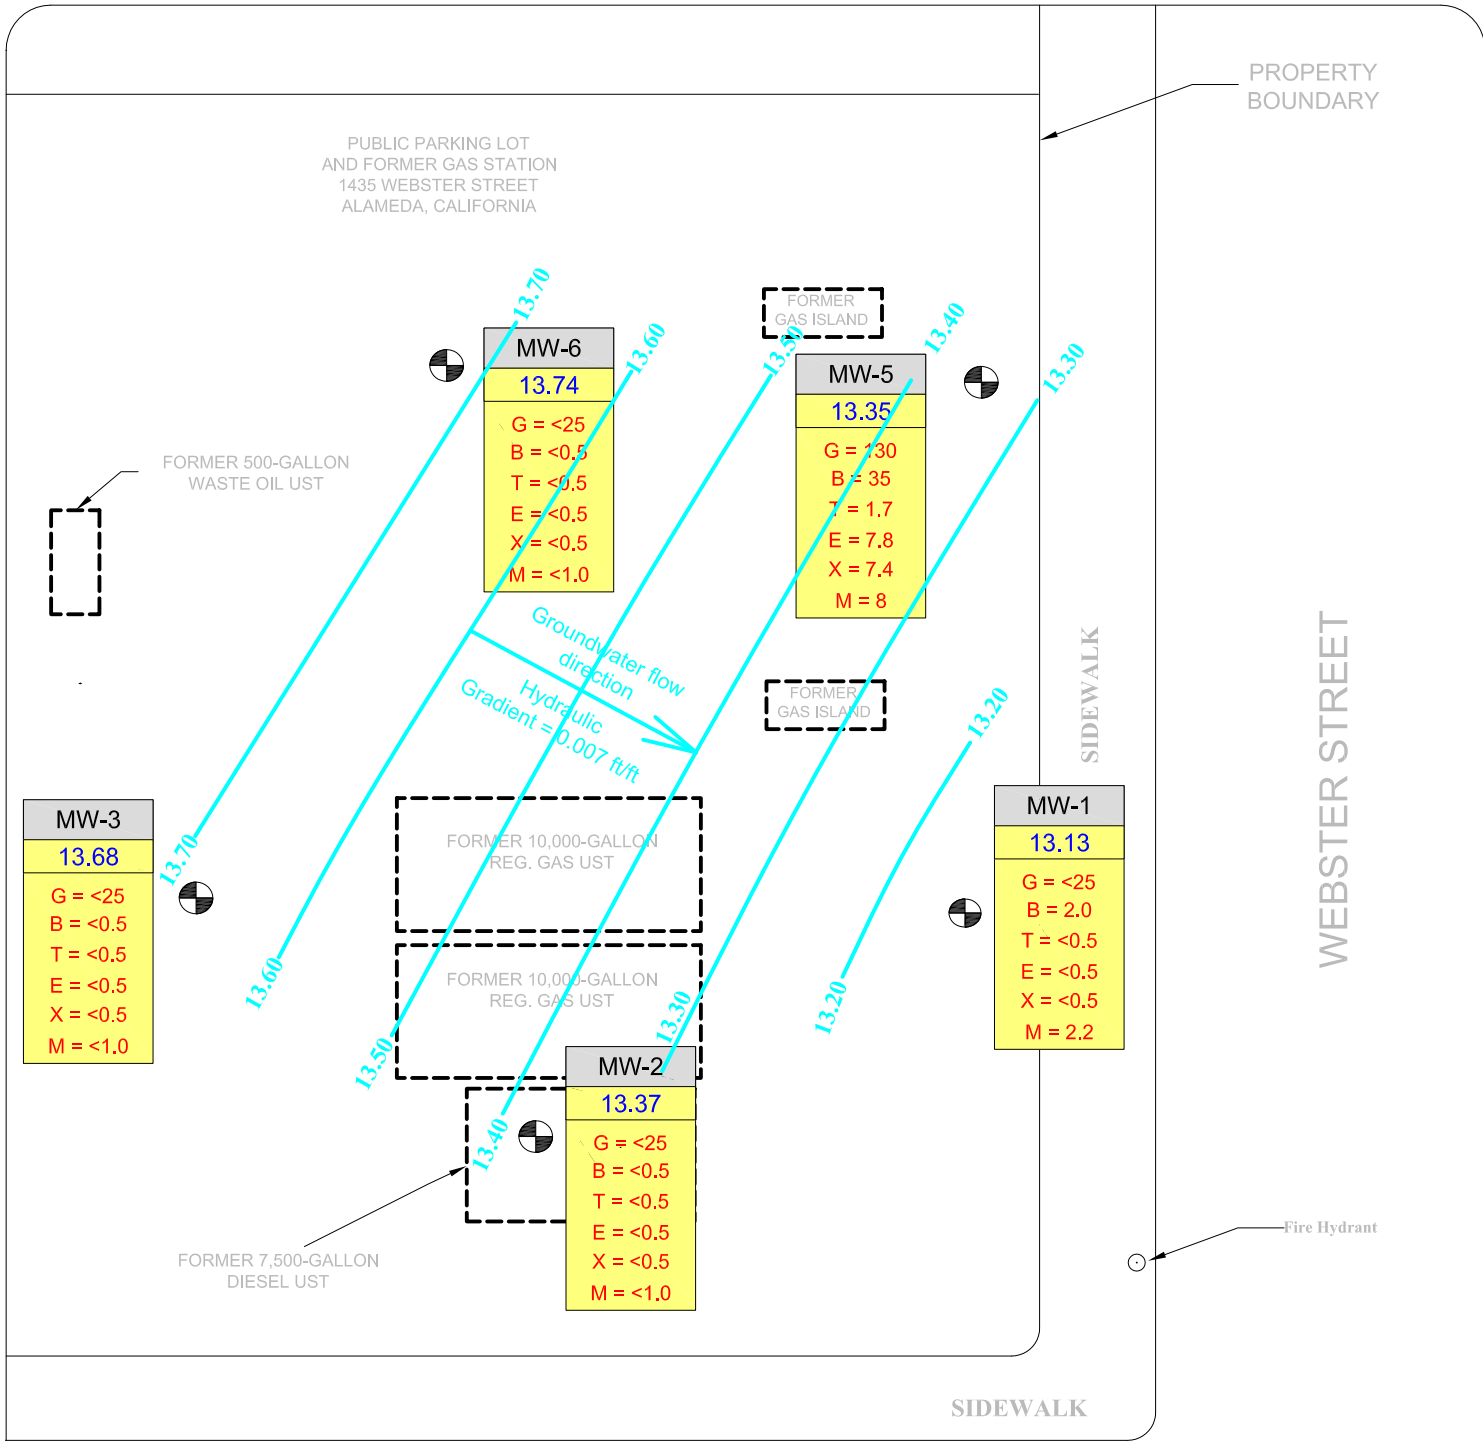 PROPERTY
BOUNDARY
PUBLIC PARKING LOT
AND FORMER GAS STATION
1435 WEBSTER STREET
ALAMEDA, CALIFORNIA
13.70
13.60
13.50
13.40
13.30
FORMER
GAS ISLAND
MW-6
13.74
G = <25
B = <0.5
T = <0.5
E = <0.5
X = <0.5
M = <1.0
MW-5
13.35
G = 130
B = 35
T = 1.7
E = 7.8
X = 7.4
M = 8
FORMER 500-GALLON
WASTE OIL UST
Groundwater flow
direction
Hydraulic
Gradient = 0.007 ft/ft
FORMER
GAS ISLAND
SIDEWALK
WEBSTER STREET
13.20
MW-3
13.68
G = <25
B = <0.5
T = <0.5
E = <0.5
X = <0.5
M = <1.0
13.70
FORMER 10,000-GALLON
REG. GAS UST
MW-1
13.13
G = <25
B = 2.0
T = <0.5
E = <0.5
X = <0.5
M = 2.2
13.60
FORMER 10,000-GALLON
REG. GAS UST
13.30
13.20
13.50
13.40
MW-2
13.37
G = <25
B = <0.5
T = <0.5
E = <0.5
X = <0.5
M = <1.0
FORMER 7,500-GALLON
DIESEL UST
Fire Hydrant
SIDEWALK